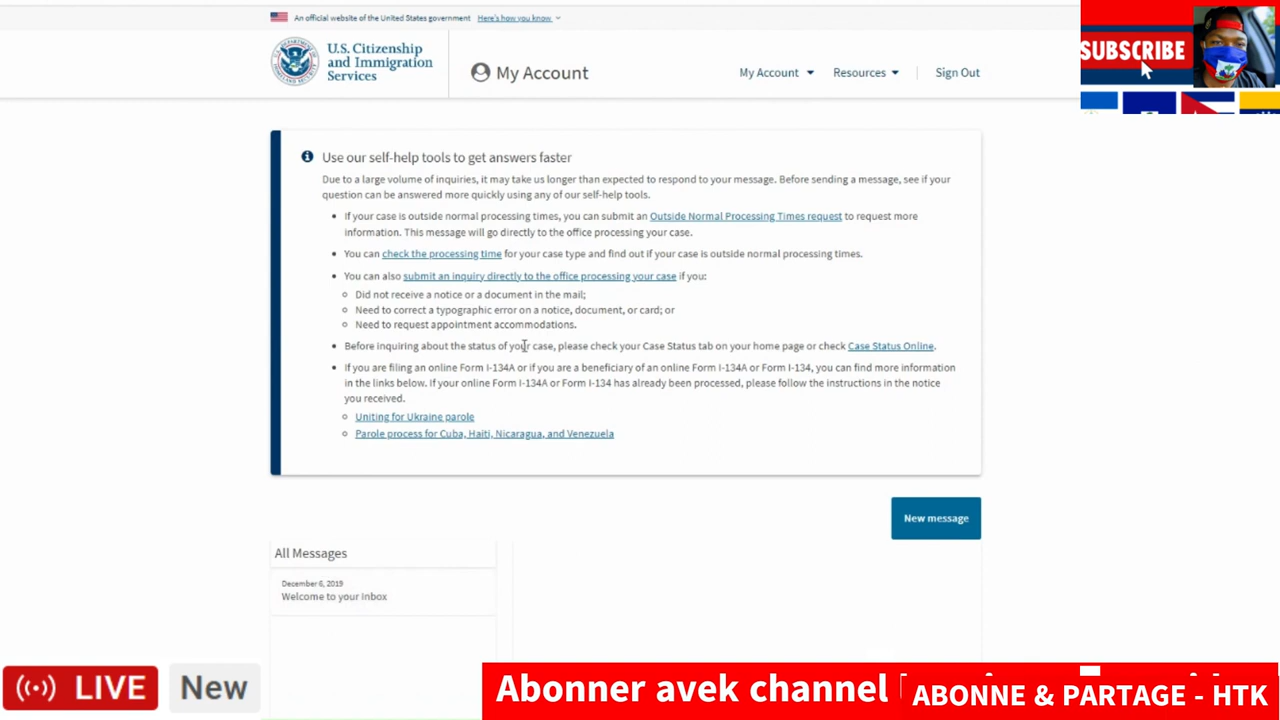 An official website of the United States government Here's how you know
U.S. Citizenship
and Immigration
Services
My Account
My Account
Resources
Sign Out
SUBSCRIBE
Use our self-help tools to get answers faster
Due to a large volume of inquiries, it may take us longer than expected to respond to your message. Before sending a message, see if your
question can be answered more quickly using any of our self-help tools.
If your case is outside normal processing times, you can submit an Outside Normal Processing Times request to request more
information. This message will go directly to the office processing your case.
You can check the processing time for your case type and find out if your case is outside normal processing times.
You can also submit an inquiry directly to the office processing your case if you:
Did not receive a notice or a document in the mail;
Need to correct a typographic error on a notice, document, or card; or
Need to request appointment accommodations.
Before inquiring about the status of your case, please check your Case Status tab on your home page or check Case Status Online.
If you are filing an online Form I-134A or if you are a beneficiary of an online Form I-134A or Form I-134, you can find more information
in the links below. If your online Form I-134A or Form I-134 has already been processed, please follow the instructions in the notice
you received.
Uniting for Ukraine parole
Parole process for Cuba, Haiti, Nicaragua, and Venezuela
New message
All Messages
December 6, 2019
Welcome to your Inbox
LIVE
New
Abonner avek channel
ABONNE & PARTAGE - HTK